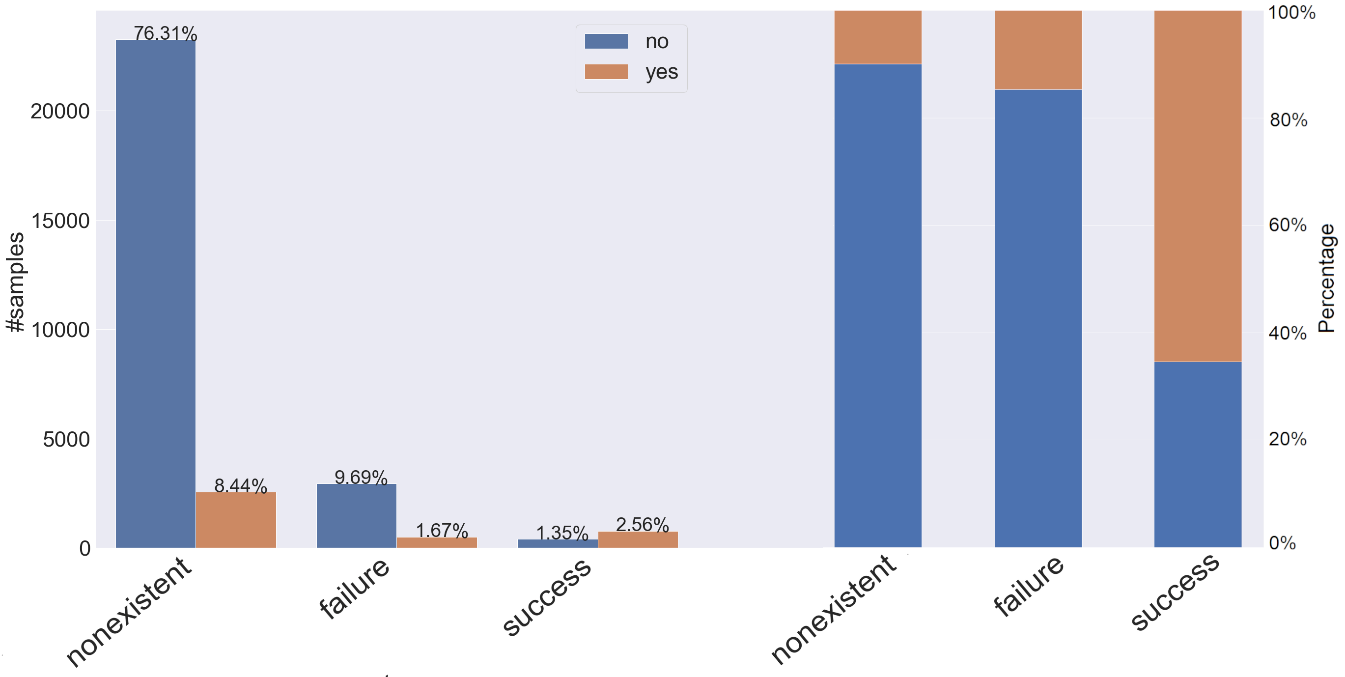 #samples
20000
15000
10000
5000
0
76.31%
8.44%
9.69%
1.67%
1.35%
2.56%
nonexistent
failure
success
no
yes
nonexistent
failure
success
100%
80%
60%
40%
20%
0%
Percentage